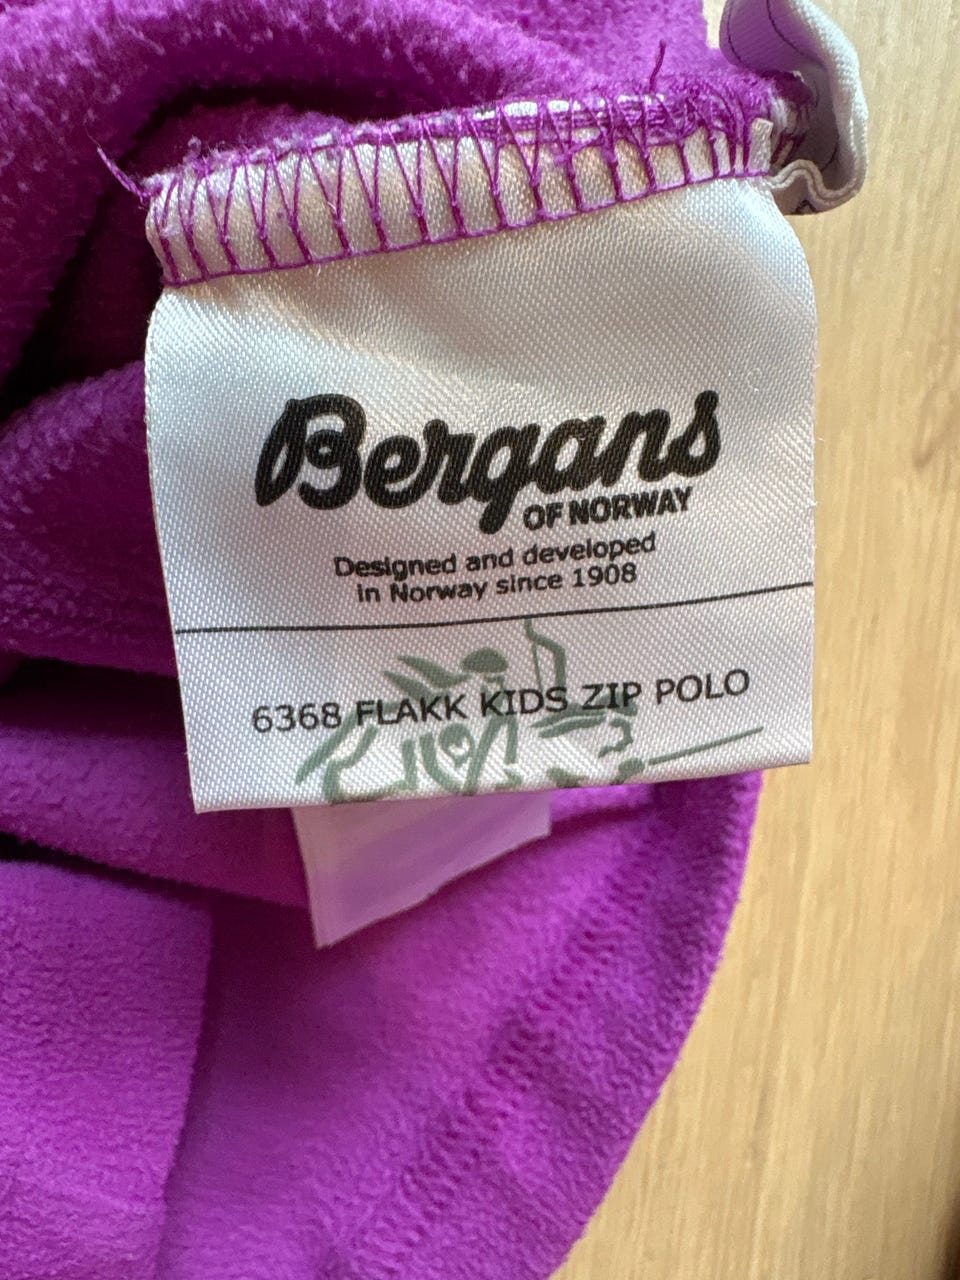 Bergans
OF NORWAY
Designed and developed
in Norway since 1908
6368 FLAKK KIDS ZIP POLO